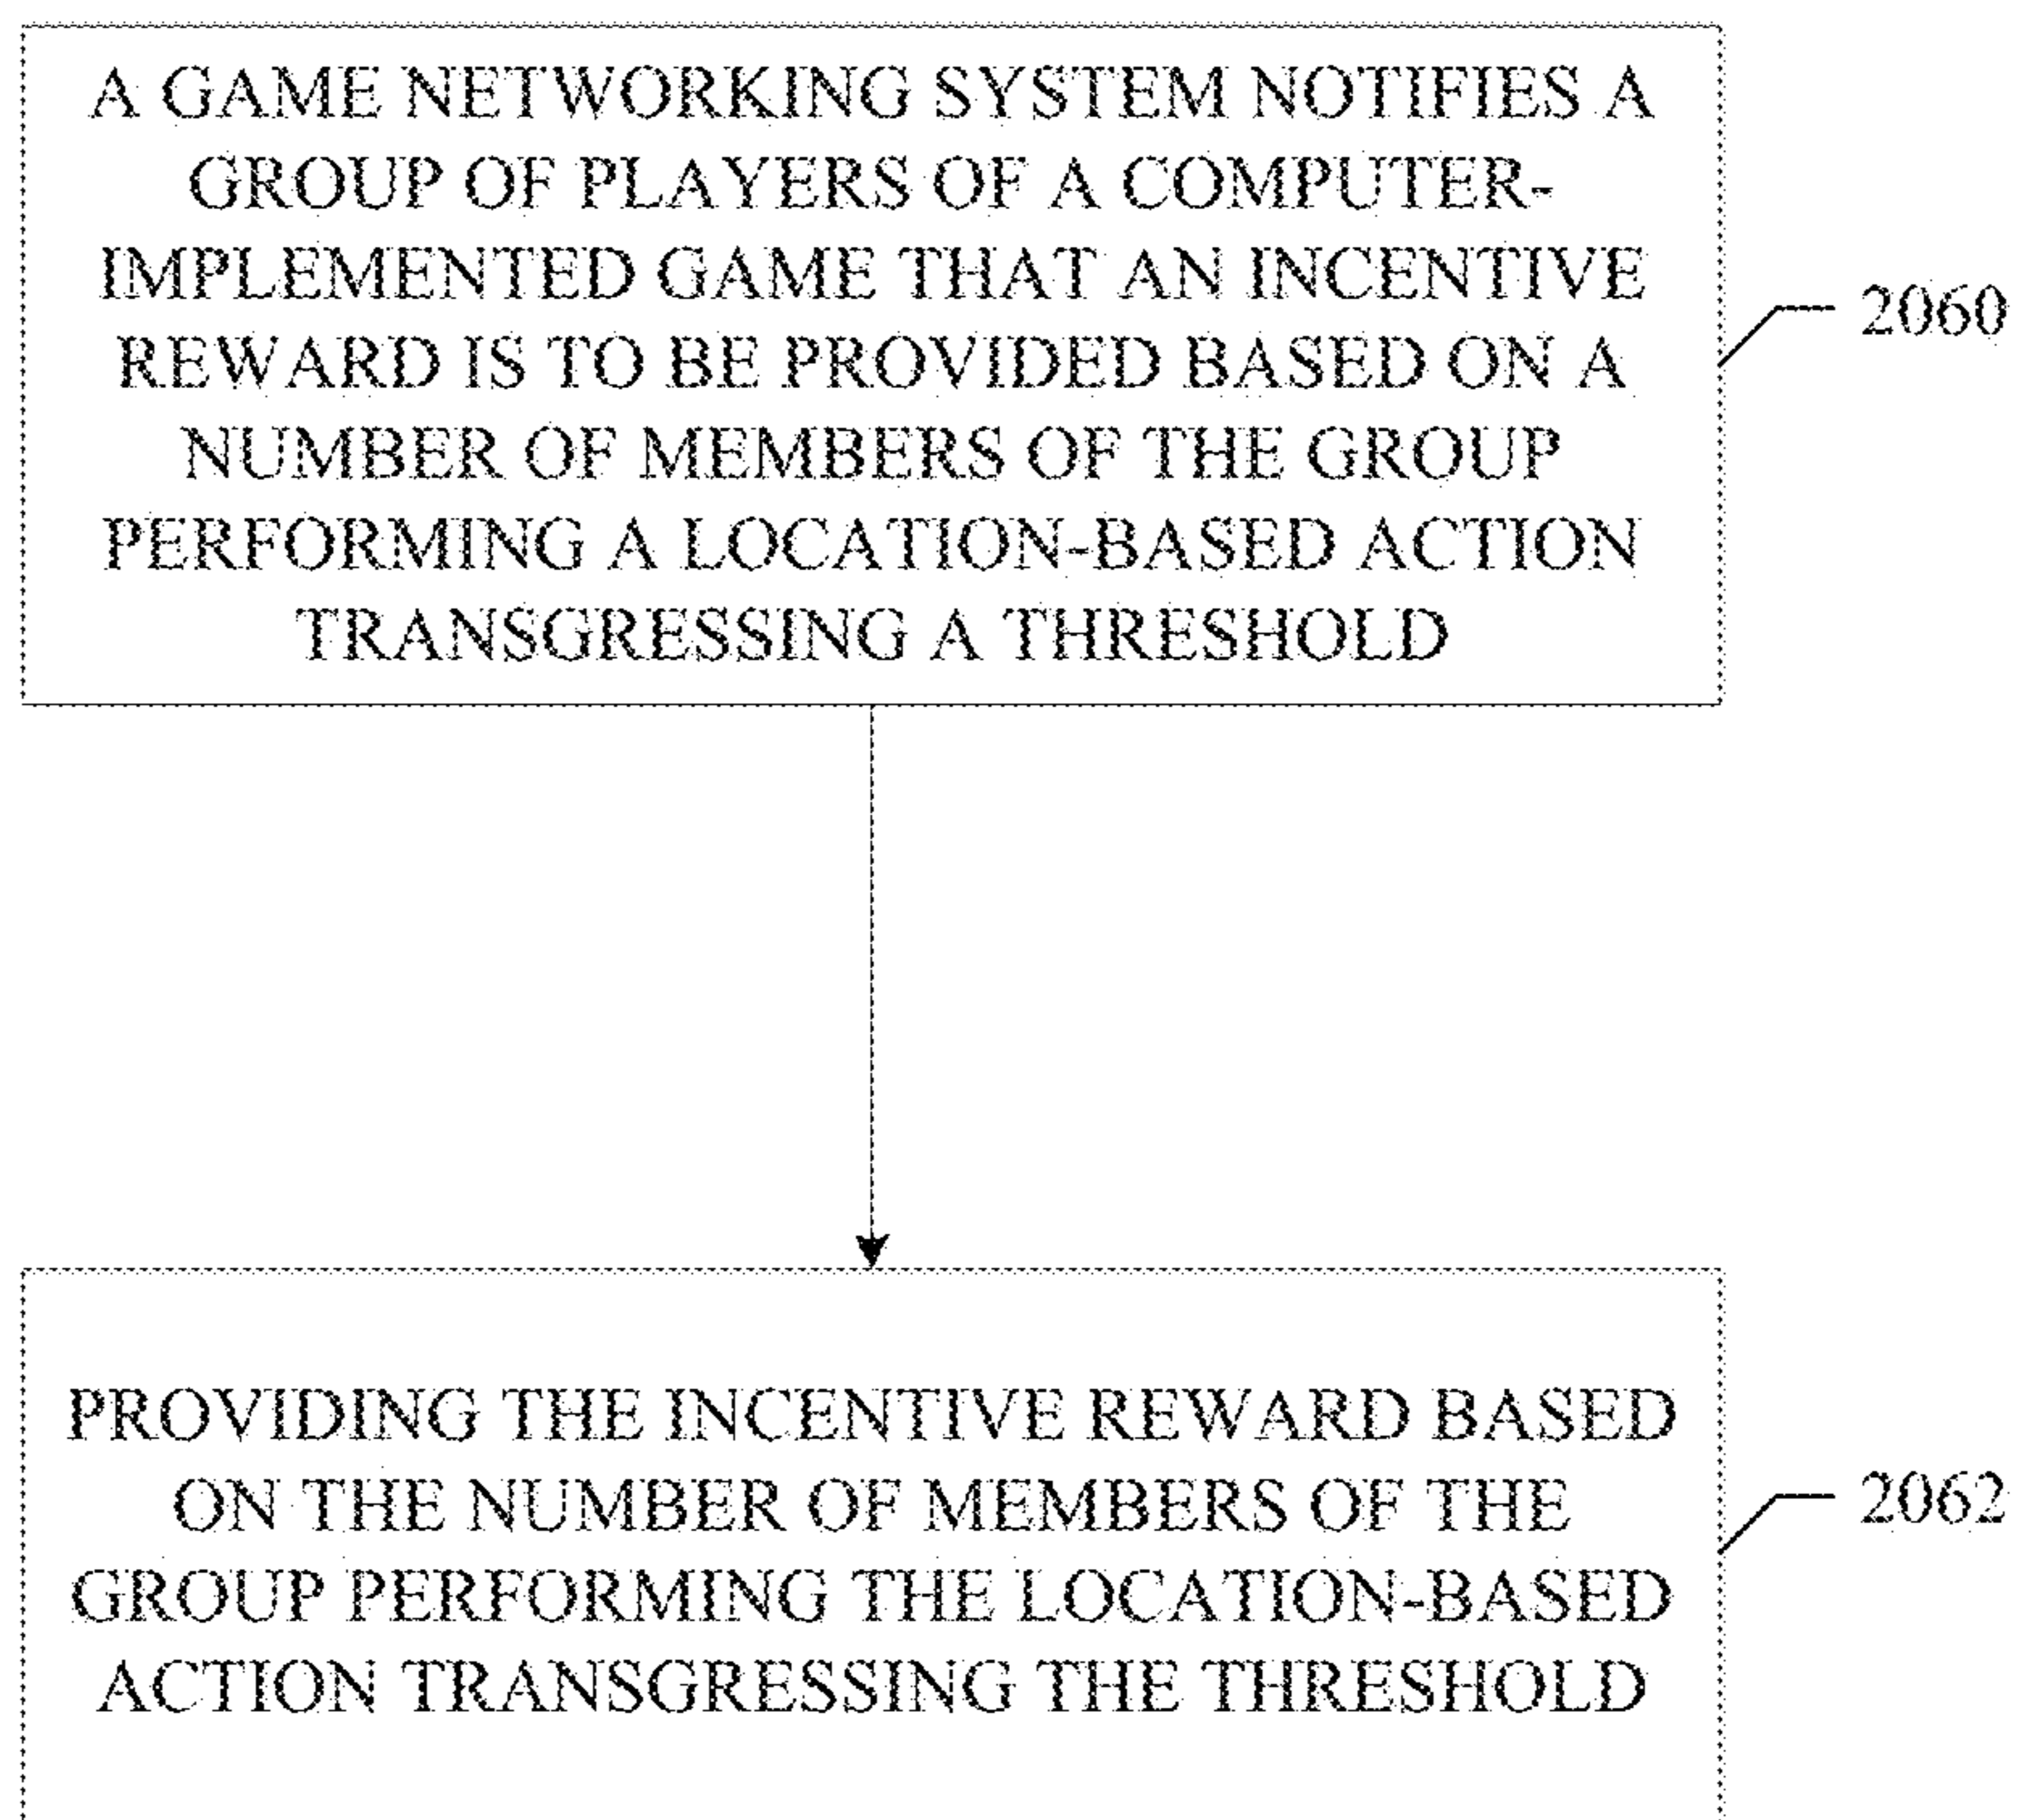 A GAME NETWORKING SYSTEM NOTIFIES A
GROUP OF PLAYERS OF A COMPUTER-
IMPLEMENTED GAME THAT AN INCENTIVE
REWARD IS TO BE PROVIDED BASED ON A
NUMBER OF MEMBERS OF THE GROUP
PERFORMING A LOCATION-BASED ACTION
TRANSGRESSING A THRESHOLD
2060
PROVIDING THE INCENTIVE REWARD BASED
ON THE NUMBER OF MEMBERS OF THE
GROUP PERFORMING THE LOCATION-BASED
ACTION TRANSGRESSING THE THRESHOLD
2062